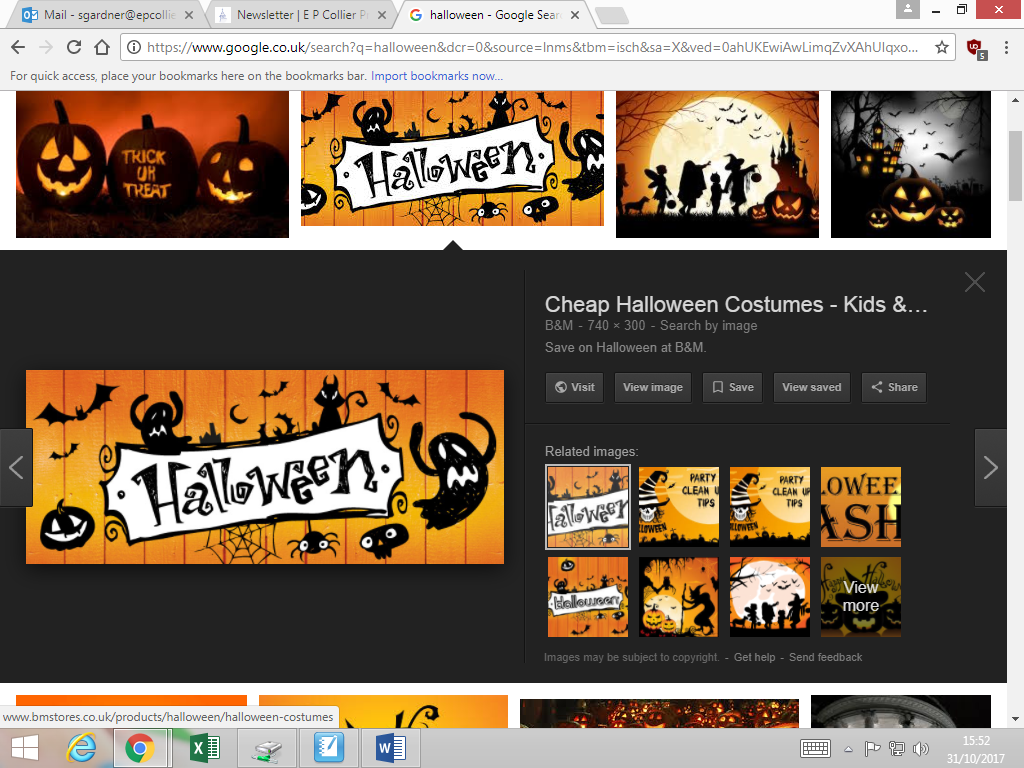 Mail - sgardner@epcollie
Newsletter | E P Collier P
halloween - Google Sear
https://www.google.co.uk/search?q=halloween&dcr=0&source=lnms&tbm=isch&sa=X&ved=0ahUKEwiAwLimqZvXAhUIqxo...
5
For quick access, place your bookmarks here on the bookmarks bar. Import bookmarks now...
TRICK
OR
TREAT
Halloween
Cheap Halloween Costumes - Kids &...
B&M - 740 × 300 - Search by image
Save on Halloween at B&M.
Visit
View image
Save
View saved
Share
Halloween
Related images:
Halloween
PARTY
CLEAN U
TIPS
PARTY
CLEAN UP
TIPS
LOWEE
ASH
Halloween
View
more
Images may be subject to copyright. - Get help - Send feedback
www.bmstores.co.uk/products/halloween/halloween-costumes
15:52
31/10/2017